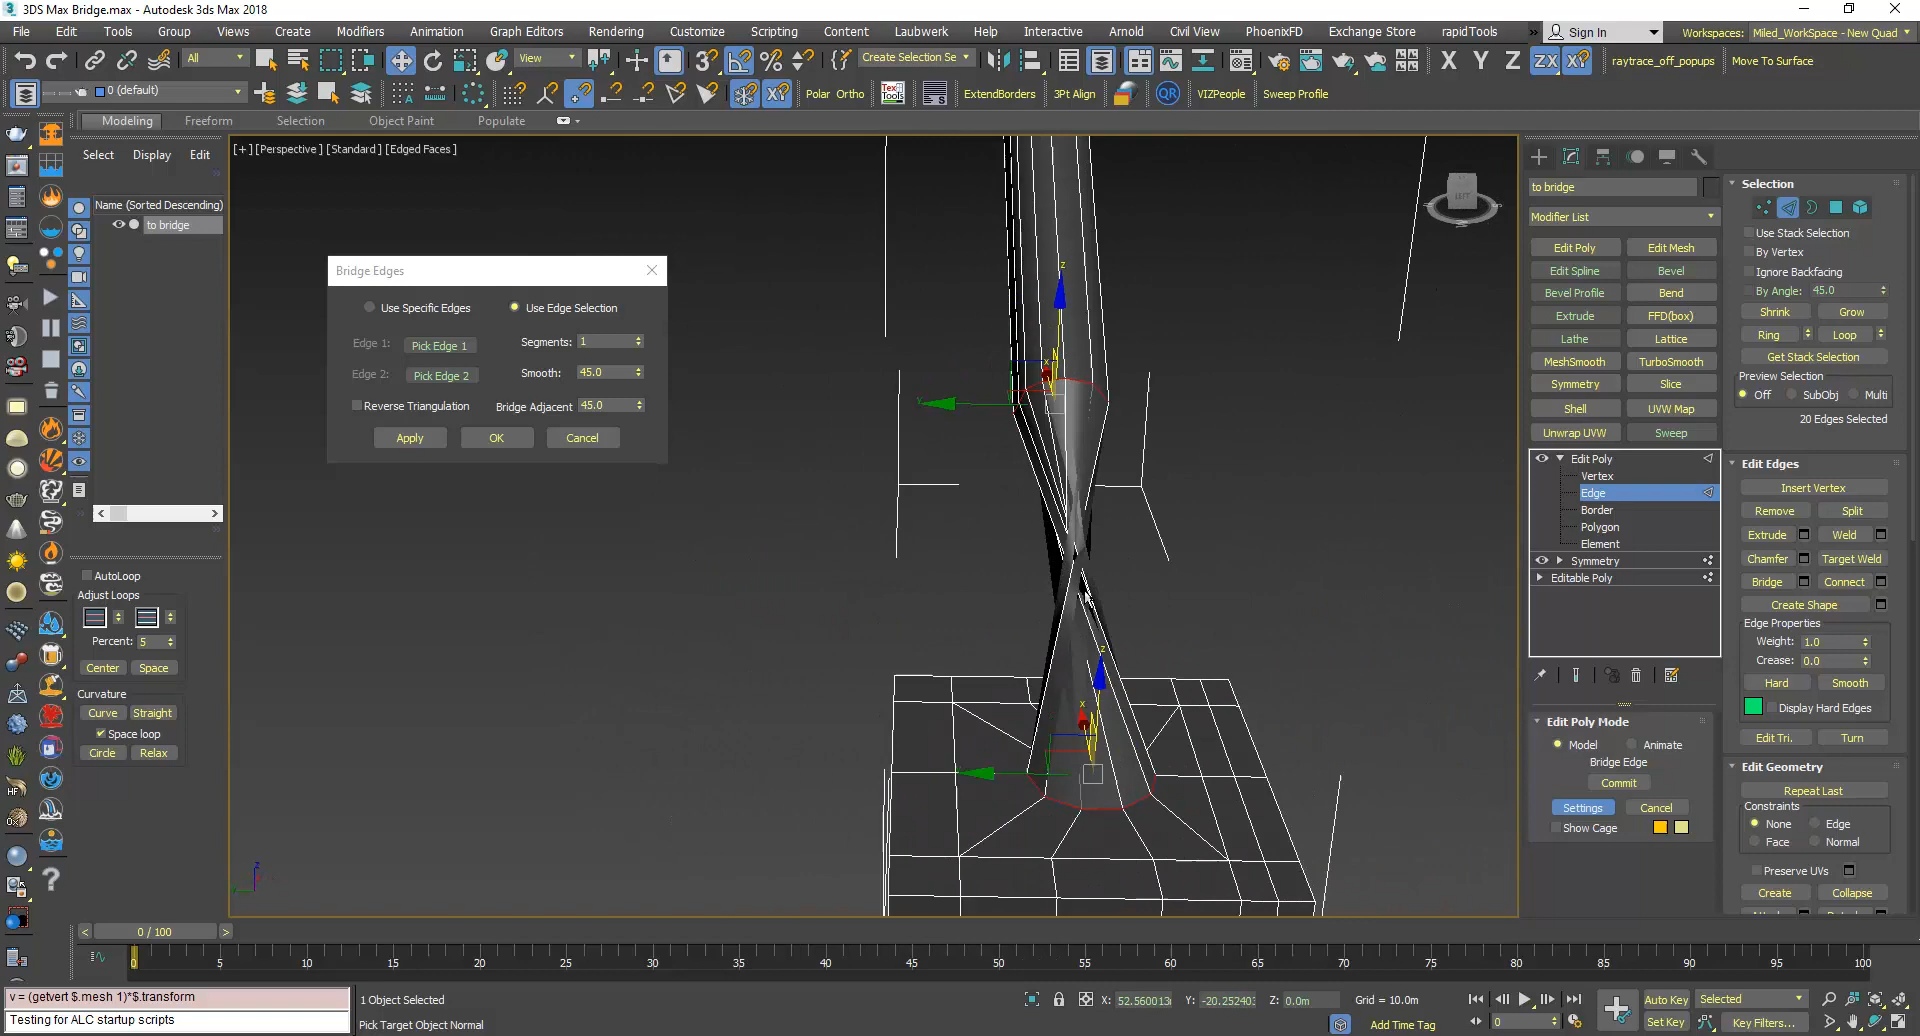 3DS Max Bridge.max - Autodesk 3ds Max 2018
File Edit Tools Group Views Create Modifiers Animation Graph Editors Rendering Customize Scripting Content Laubwerk Help Interactive Arnold Civil View PhoenixFD Exchange Store rapidTools » Sign In Workspaces: Miled_WorkSpace - New Quad
All View Create Selection Se X Y Z ZX XY raytrace_off_popups Move To Surface
0 (default) XY Polar Ortho ExtendBorders 3Pt Align QR VIZPeople Sweep Profile
Modeling Freeform Selection Object Paint Populate
Select Display Edit
Name (Sorted Descending)
to bridge
[+] [Perspective ] [Standard ] [Edged Faces ]
Bridge Edges
Use Specific Edges Use Edge Selection
Edge 1: Pick Edge 1 Segments: 1
Edge 2: Pick Edge 2 Smooth: 45.0
Reverse Triangulation Bridge Adjacent 45.0
Apply OK Cancel
AutoLoop
Adjust Loops
Percent: 5
Center Space
Curvature
Curve Straight
Space loop
Circle Relax
to bridge
Modifier List
Edit Poly Edit Mesh
Edit Spline Bevel
Bevel Profile Bend
Extrude FFD(box)
Lathe Lattice
MeshSmooth TurboSmooth
Symmetry Slice
Shell UVW Map
Unwrap UVW Sweep
Edit Poly
Vertex
Edge
Border
Polygon
Element
Symmetry
Editable Poly
Edit Poly Mode
Model Animate
Bridge Edge
Commit
Settings Cancel
Show Cage
Selection
Use Stack Selection
By Vertex
Ignore Backfacing
By Angle: 45.0
Shrink Grow
Ring Loop
Get Stack Selection
Preview Selection
Off SubObj Multi
20 Edges Selected
Edit Edges
Insert Vertex
Remove Split
Extrude Weld
Chamfer Target Weld
Bridge Connect
Create Shape
Edge Properties
Weight: 1.0
Crease: 0.0
Hard Smooth
Display Hard Edges
Edit Tri. Turn
Edit Geometry
Repeat Last
Constraints
None Edge
Face Normal
Preserve UVs
Create Collapse
< 0 / 100 >
0 5 10 15 20 25 30 35 40 45 50 55 60 65 70 75 80 85 90 95 100
v = (getvert $.mesh 1)*$.transform
Testing for ALC startup scripts
1 Object Selected
Pick Target Object Normal
X: 52.560013 Y: -20.252403 Z: 0.0m Grid = 10.0m
Add Time Tag
0
Auto Key Selected
Set Key Key Filters...